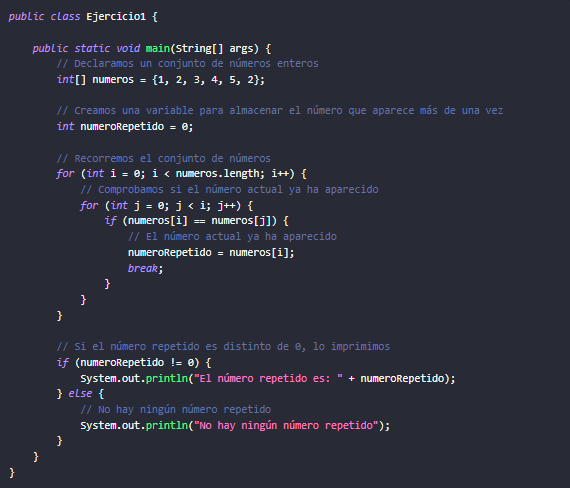 public class Ejercicio1 {
    public static void main(String[] args) {
        // Declaramos un conjunto de números enteros
        int[] numeros = {1, 2, 3, 4, 5, 2};
        // Creamos una variable para almacenar el número que aparece más de una vez
        int numeroRepetido = 0;
        // Recorremos el conjunto de números
        for (int i = 0; i < numeros.length; i++) {
            // Comprobamos si el número actual ya ha aparecido
            for (int j = 0; j < i; j++) {
                if (numeros[i] == numeros[j]) {
                    // El número actual ya ha aparecido
                    numeroRepetido = numeros[i];
                    break;
                }
            }
        }
        // Si el número repetido es distinto de 0, lo imprimimos
        if (numeroRepetido != 0) {
            System.out.println("El número repetido es: " + numeroRepetido);
        } else {
            // No hay ningún número repetido
            System.out.println("No hay ningún número repetido");
        }
    }
}